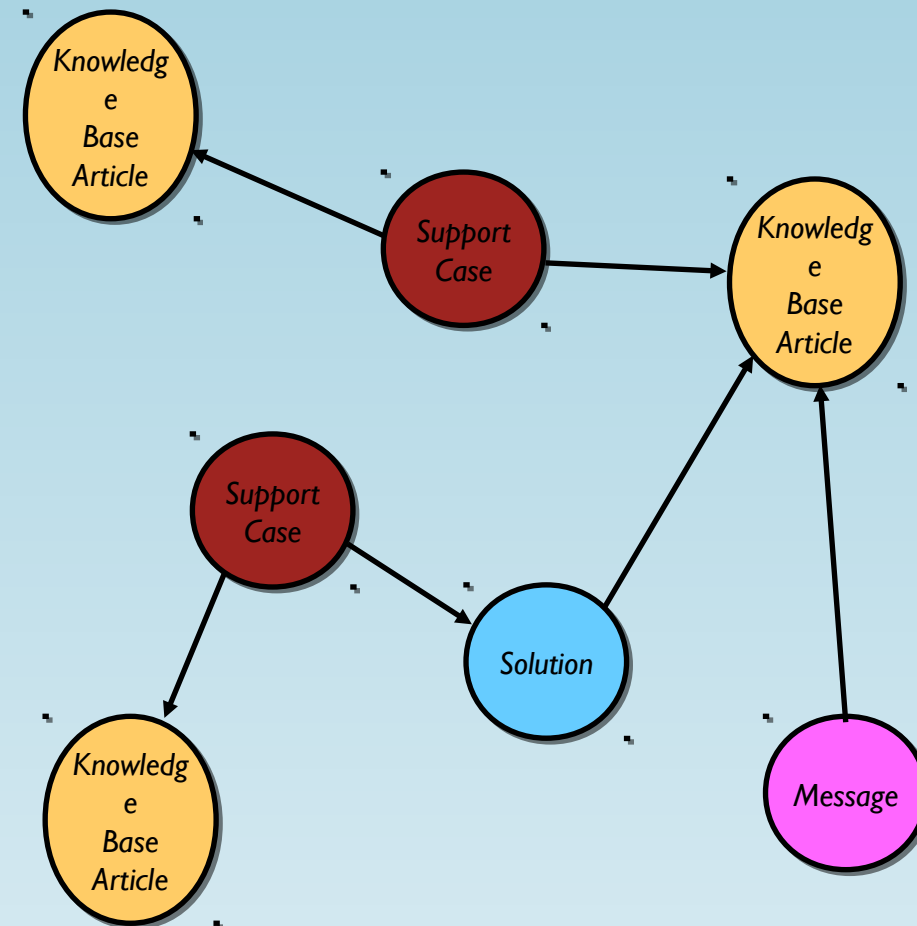 Knowledg
e
Base
Article
Support
Case
Knowledg
e
Base
Article
Support
Case
Solution
Knowledg
e
Base
Article
Message